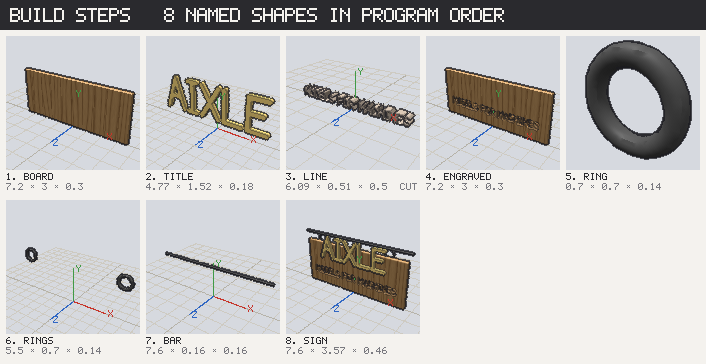 BUILD STEPS 8 NAMED SHAPES IN PROGRAM ORDER
AIXLE
AIXLE
1. BOARD
7.2 × 3 × 0.3
2. TITLE
4.77 × 1.52 × 0.18
3. LINE
6.09 × 0.51 × 0.5 CUT
4. ENGRAVED
7.2 × 3 × 0.3
5. RING
0.7 × 0.7 × 0.14
6. RINGS
5.5 × 0.7 × 0.14
7. BAR
7.6 × 0.16 × 0.16
8. SIGN
7.6 × 3.57 × 0.46